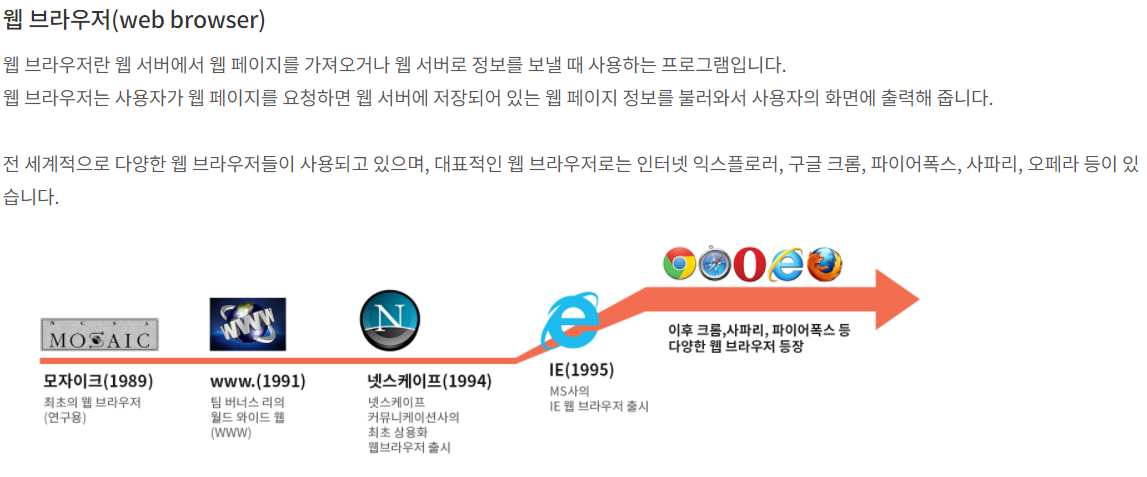 웹 브라우저(web browser)
웹 브라우저란 웹 서버에서 웹 페이지를 가져오거나 웹 서버로 정보를 보낼 때 사용하는 프로그램입니다.
웹 브라우저는 사용자가 웹 페이지를 요청하면 웹 서버에 저장되어 있는 웹 페이지 정보를 불러와서 사용자의 화면에 출력해 줍니다.
전 세계적으로 다양한 웹 브라우저들이 사용되고 있으며, 대표적인 웹 브라우저로는 인터넷 익스플로러, 구글 크롬, 파이어폭스, 사파리, 오페라 등이 있
습니다.
NCSA
MOSAIC
WWW
N
모자이크(1989)
최초의 웹 브라우저
(연구용)
www.(1991)
팀 버너스 리의
월드 와이드 웹
(WWW)
넷스케이프(1994)
넷스케이프
커뮤니케이션사의
최초 상용화
웹브라우저 출시
IE(1995)
MS사의
IE 웹 브라우저 출시
이후 크롬,사파리, 파이어폭스 등
다양한 웹 브라우저 등장